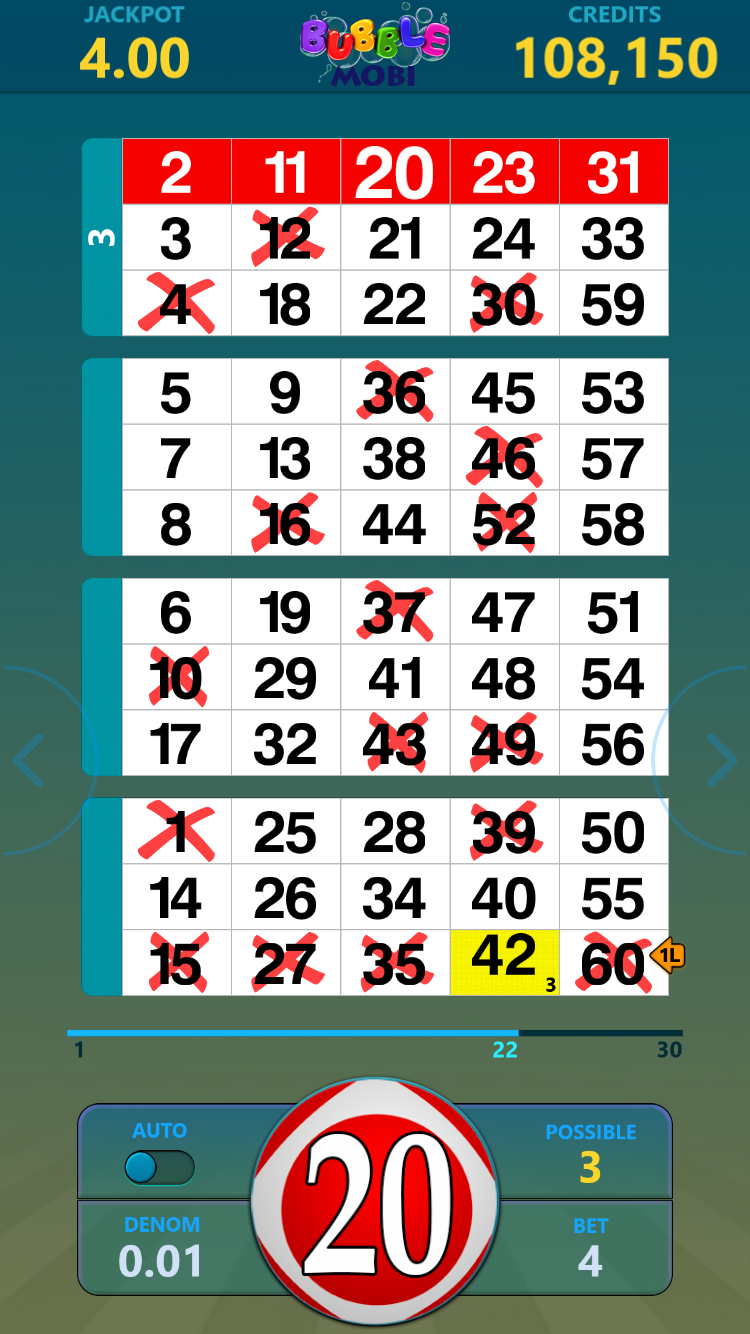 JACKPOT
4.00
BUBBLE
MOBI
CREDITS
108,150
3
2 11 20 23 31
3 12 21 24 33
4 18 22 30 59
5 9 36 45 53
7 13 38 46 57
8 16 44 52 58
6 19 37 47 51
10 29 41 48 54
17 32 43 49 56
1 25 28 39 50
14 26 34 40 55
15 27 35 42 3 60
1L
1 22 30
AUTO
DENOM
0.01
20
POSSIBLE
3
BET
4